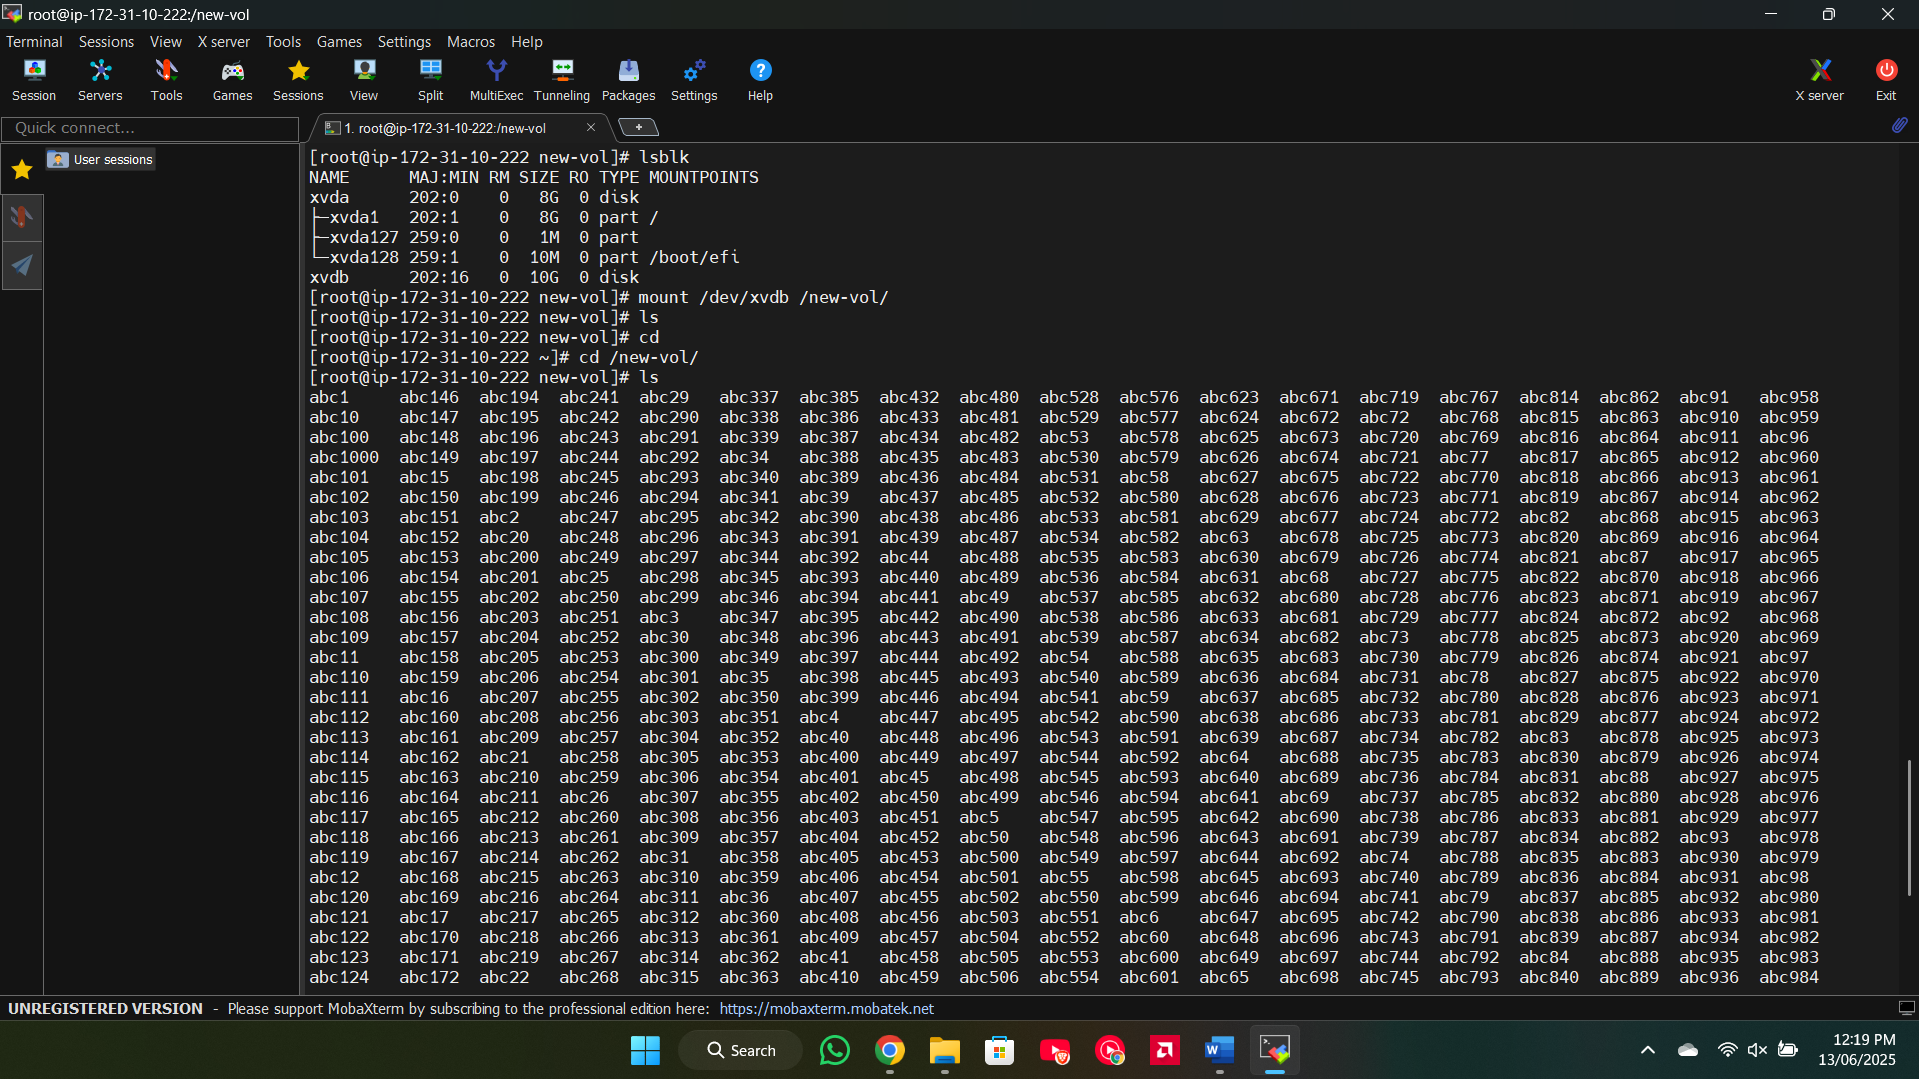 root@ip-172-31-10-222:/new-vol
Terminal Sessions View X server Tools Games Settings Macros Help
Session Servers Tools Games Sessions View Split MultiExec Tunneling Packages Settings Help X server Exit
Quick connect...
1. root@ip-172-31-10-222:/new-vol
User sessions
[root@ip-172-31-10-222 new-vol]# lsblk
NAME      MAJ:MIN RM SIZE RO TYPE MOUNTPOINTS
xvda      202:0    0   8G  0 disk
├─xvda1   202:1    0   8G  0 part /
├─xvda127 259:0    0   1M  0 part
└─xvda128 259:1    0  10M  0 part /boot/efi
xvdb      202:16   0  10G  0 disk
[root@ip-172-31-10-222 new-vol]# mount /dev/xvdb /new-vol/
[root@ip-172-31-10-222 new-vol]# ls
[root@ip-172-31-10-222 new-vol]# cd
[root@ip-172-31-10-222 ~]# cd /new-vol/
[root@ip-172-31-10-222 new-vol]# ls
abc1 abc146 abc194 abc241 abc29 abc337 abc385 abc432 abc480 abc528 abc576 abc623 abc671 abc719 abc767 abc814 abc862 abc91 abc958
abc10 abc147 abc195 abc242 abc290 abc338 abc386 abc433 abc481 abc529 abc577 abc624 abc672 abc72 abc768 abc815 abc863 abc910 abc959
abc100 abc148 abc196 abc243 abc291 abc339 abc387 abc434 abc482 abc53 abc578 abc625 abc673 abc720 abc769 abc816 abc864 abc911 abc96
abc1000 abc149 abc197 abc244 abc292 abc34 abc388 abc435 abc483 abc530 abc579 abc626 abc674 abc721 abc77 abc817 abc865 abc912 abc960
abc101 abc15 abc198 abc245 abc293 abc340 abc389 abc436 abc484 abc531 abc58 abc627 abc675 abc722 abc770 abc818 abc866 abc913 abc961
abc102 abc150 abc199 abc246 abc294 abc341 abc39 abc437 abc485 abc532 abc580 abc628 abc676 abc723 abc771 abc819 abc867 abc914 abc962
abc103 abc151 abc2 abc247 abc295 abc342 abc390 abc438 abc486 abc533 abc581 abc629 abc677 abc724 abc772 abc82 abc868 abc915 abc963
abc104 abc152 abc20 abc248 abc296 abc343 abc391 abc439 abc487 abc534 abc582 abc63 abc678 abc725 abc773 abc820 abc869 abc916 abc964
abc105 abc153 abc200 abc249 abc297 abc344 abc392 abc44 abc488 abc535 abc583 abc630 abc679 abc726 abc774 abc821 abc87 abc917 abc965
abc106 abc154 abc201 abc25 abc298 abc345 abc393 abc440 abc489 abc536 abc584 abc631 abc68 abc727 abc775 abc822 abc870 abc918 abc966
abc107 abc155 abc202 abc250 abc299 abc346 abc394 abc441 abc49 abc537 abc585 abc632 abc680 abc728 abc776 abc823 abc871 abc919 abc967
abc108 abc156 abc203 abc251 abc3 abc347 abc395 abc442 abc490 abc538 abc586 abc633 abc681 abc729 abc777 abc824 abc872 abc92 abc968
abc109 abc157 abc204 abc252 abc30 abc348 abc396 abc443 abc491 abc539 abc587 abc634 abc682 abc73 abc778 abc825 abc873 abc920 abc969
abc11 abc158 abc205 abc253 abc300 abc349 abc397 abc444 abc492 abc54 abc588 abc635 abc683 abc730 abc779 abc826 abc874 abc921 abc97
abc110 abc159 abc206 abc254 abc301 abc35 abc398 abc445 abc493 abc540 abc589 abc636 abc684 abc731 abc78 abc827 abc875 abc922 abc970
abc111 abc16 abc207 abc255 abc302 abc350 abc399 abc446 abc494 abc541 abc59 abc637 abc685 abc732 abc780 abc828 abc876 abc923 abc971
abc112 abc160 abc208 abc256 abc303 abc351 abc4 abc447 abc495 abc542 abc590 abc638 abc686 abc733 abc781 abc829 abc877 abc924 abc972
abc113 abc161 abc209 abc257 abc304 abc352 abc40 abc448 abc496 abc543 abc591 abc639 abc687 abc734 abc782 abc83 abc878 abc925 abc973
abc114 abc162 abc21 abc258 abc305 abc353 abc400 abc449 abc497 abc544 abc592 abc64 abc688 abc735 abc783 abc830 abc879 abc926 abc974
abc115 abc163 abc210 abc259 abc306 abc354 abc401 abc45 abc498 abc545 abc593 abc640 abc689 abc736 abc784 abc831 abc88 abc927 abc975
abc116 abc164 abc211 abc26 abc307 abc355 abc402 abc450 abc499 abc546 abc594 abc641 abc69 abc737 abc785 abc832 abc880 abc928 abc976
abc117 abc165 abc212 abc260 abc308 abc356 abc403 abc451 abc5 abc547 abc595 abc642 abc690 abc738 abc786 abc833 abc881 abc929 abc977
abc118 abc166 abc213 abc261 abc309 abc357 abc404 abc452 abc50 abc548 abc596 abc643 abc691 abc739 abc787 abc834 abc882 abc93 abc978
abc119 abc167 abc214 abc262 abc31 abc358 abc405 abc453 abc500 abc549 abc597 abc644 abc692 abc74 abc788 abc835 abc883 abc930 abc979
abc12 abc168 abc215 abc263 abc310 abc359 abc406 abc454 abc501 abc55 abc598 abc645 abc693 abc740 abc789 abc836 abc884 abc931 abc98
abc120 abc169 abc216 abc264 abc311 abc36 abc407 abc455 abc502 abc550 abc599 abc646 abc694 abc741 abc79 abc837 abc885 abc932 abc980
abc121 abc17 abc217 abc265 abc312 abc360 abc408 abc456 abc503 abc551 abc6 abc647 abc695 abc742 abc790 abc838 abc886 abc933 abc981
abc122 abc170 abc218 abc266 abc313 abc361 abc409 abc457 abc504 abc552 abc60 abc648 abc696 abc743 abc791 abc839 abc887 abc934 abc982
abc123 abc171 abc219 abc267 abc314 abc362 abc41 abc458 abc505 abc553 abc600 abc649 abc697 abc744 abc792 abc84 abc888 abc935 abc983
abc124 abc172 abc22 abc268 abc315 abc363 abc410 abc459 abc506 abc554 abc601 abc65 abc698 abc745 abc793 abc840 abc889 abc936 abc984
UNREGISTERED VERSION - Please support MobaXterm by subscribing to the professional edition here: https://mobaxterm.mobatek.net
Search
12:19 PM
13/06/2025